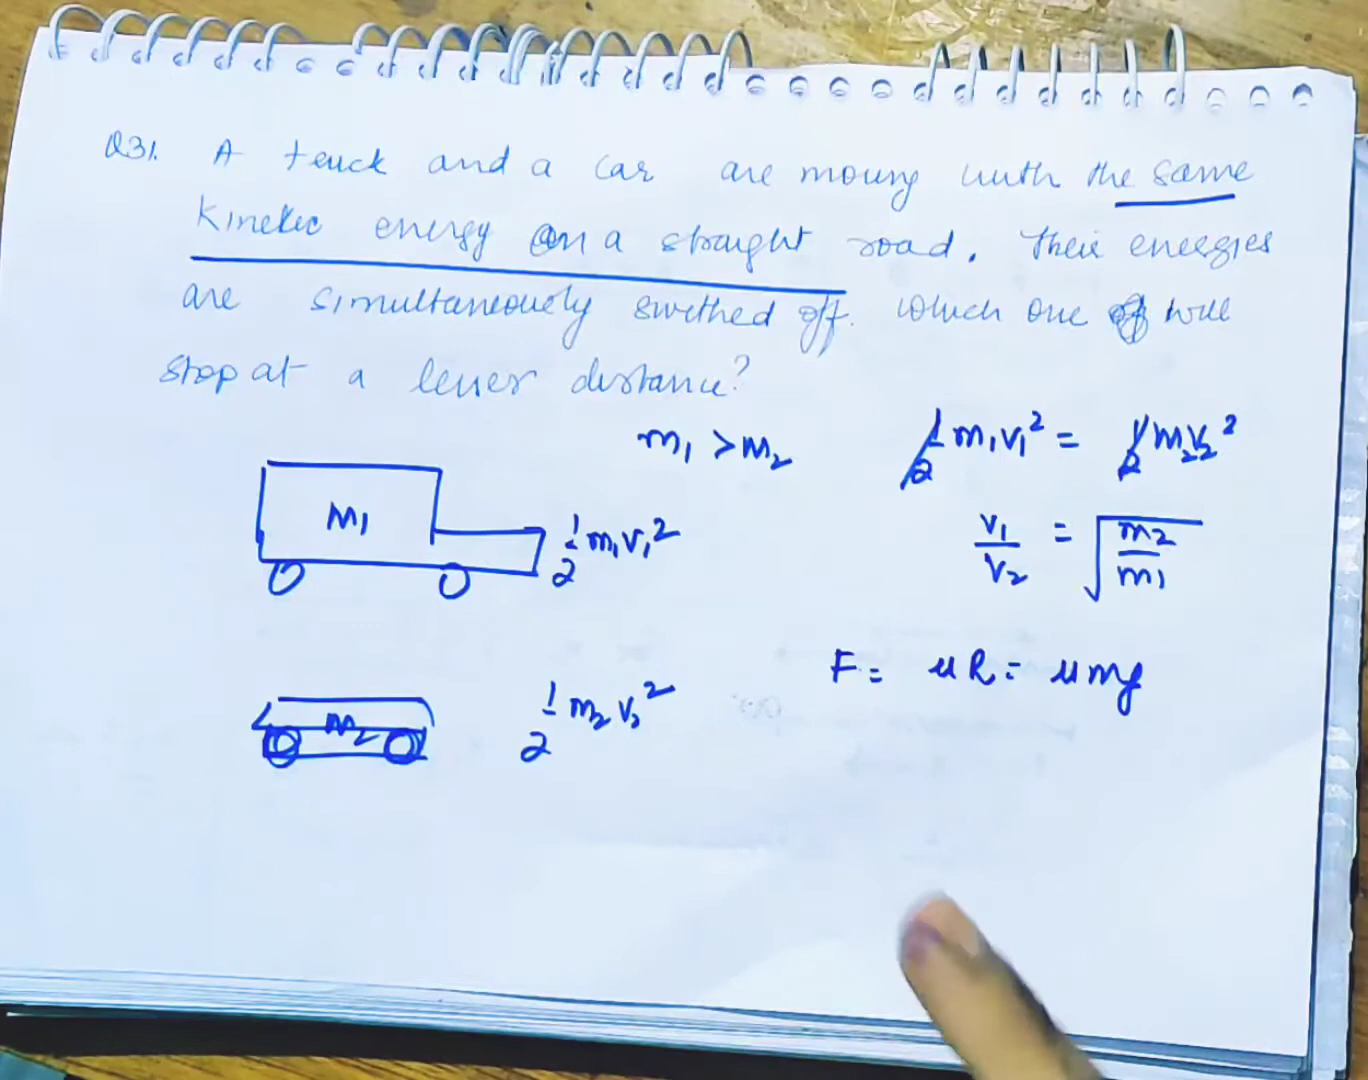 Q31. A truck and a car are moving with the same
kinetic energy on a straight road. Their energies
are simultaneously swithed off. Which one will
stop at a lesser distance?
m₁ > m₂
½ m₁v₁² = ½ m₂v₂²
M₁
½ m₁v₁²
v₁/v₂ = √(m₂/m₁)
F = μR = μmg
m₂
½ m₂v₂²